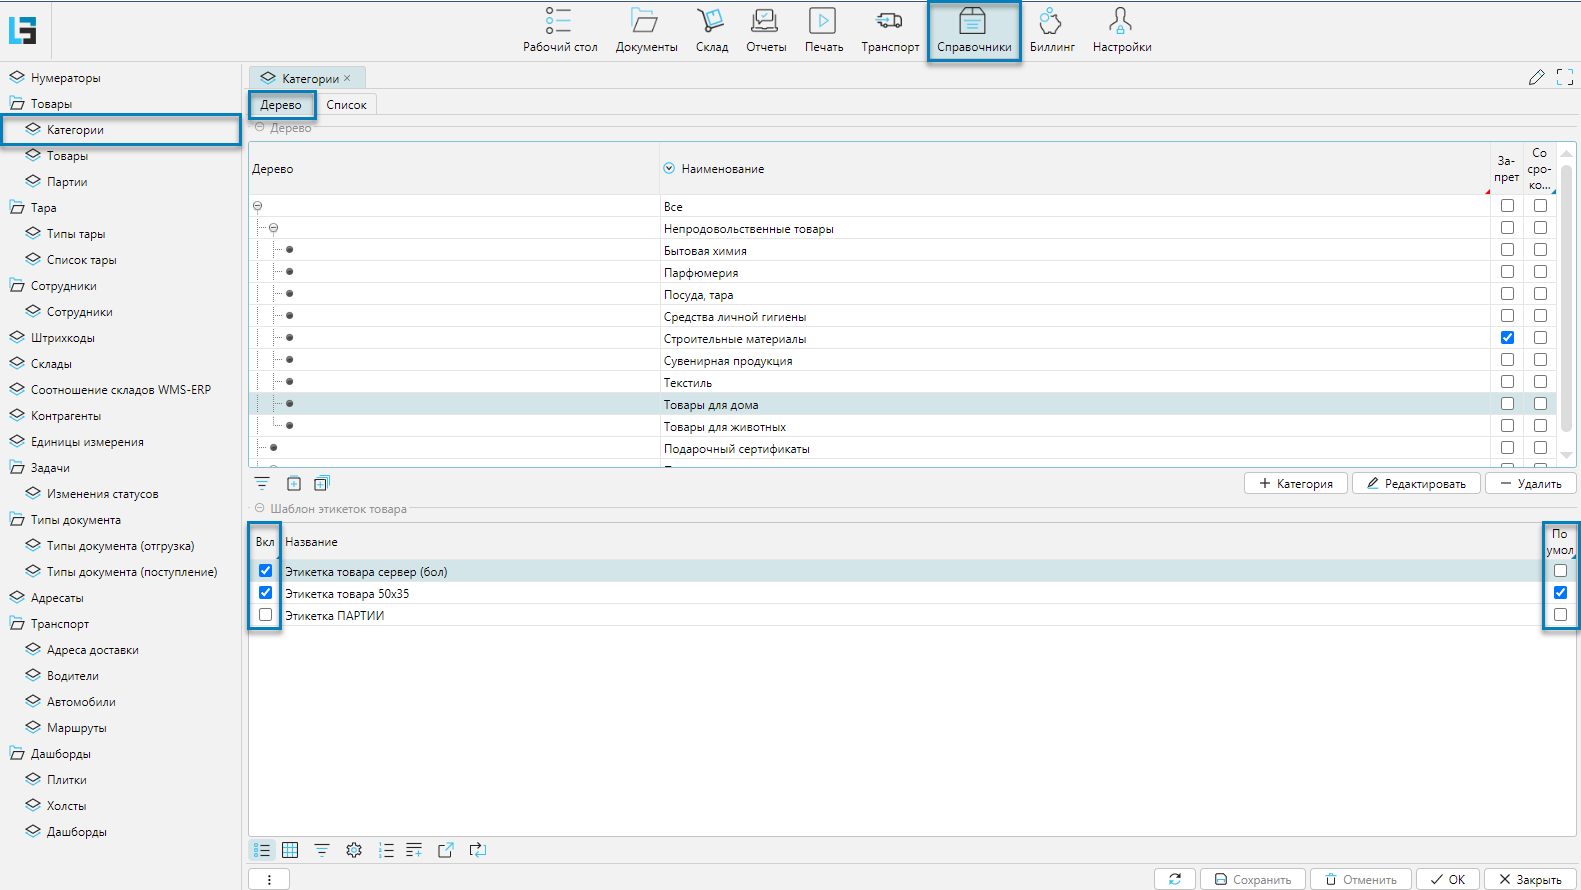 Рабочий стол
Документы
Склад
Отчеты
Печать
Транспорт
Справочники
Биллинг
Настройки
Нумераторы
Товары
Категории
Товары
Партии
Тара
Типы тары
Список тары
Сотрудники
Сотрудники
Штрихкоды
Склады
Соотношение складов WMS-ERP
Контрагенты
Единицы измерения
Задачи
Изменения статусов
Типы документа
Типы документа (отгрузка)
Типы документа (поступление)
Адресаты
Транспорт
Адреса доставки
Водители
Автомобили
Маршруты
Дашборды
Плитки
Холсты
Дашборды
Категории
Дерево
Список
Дерево
Дерево
Наименование
За-
прет
Со
сро-
ко...
Все
Непродовольственные товары
Бытовая химия
Парфюмерия
Посуда, тара
Средства личной гигиены
Строительные материалы
Сувенирная продукция
Текстиль
Товары для дома
Товары для животных
Подарочный сертификаты
Категория
Редактировать
Удалить
Шаблон этикеток товара
Вкл
Название
По
умол
Этикетка товара сервер (бол)
Этикетка товара 50x35
Этикетка ПАРТИИ
Сохранить
Отменить
OK
Закрыть